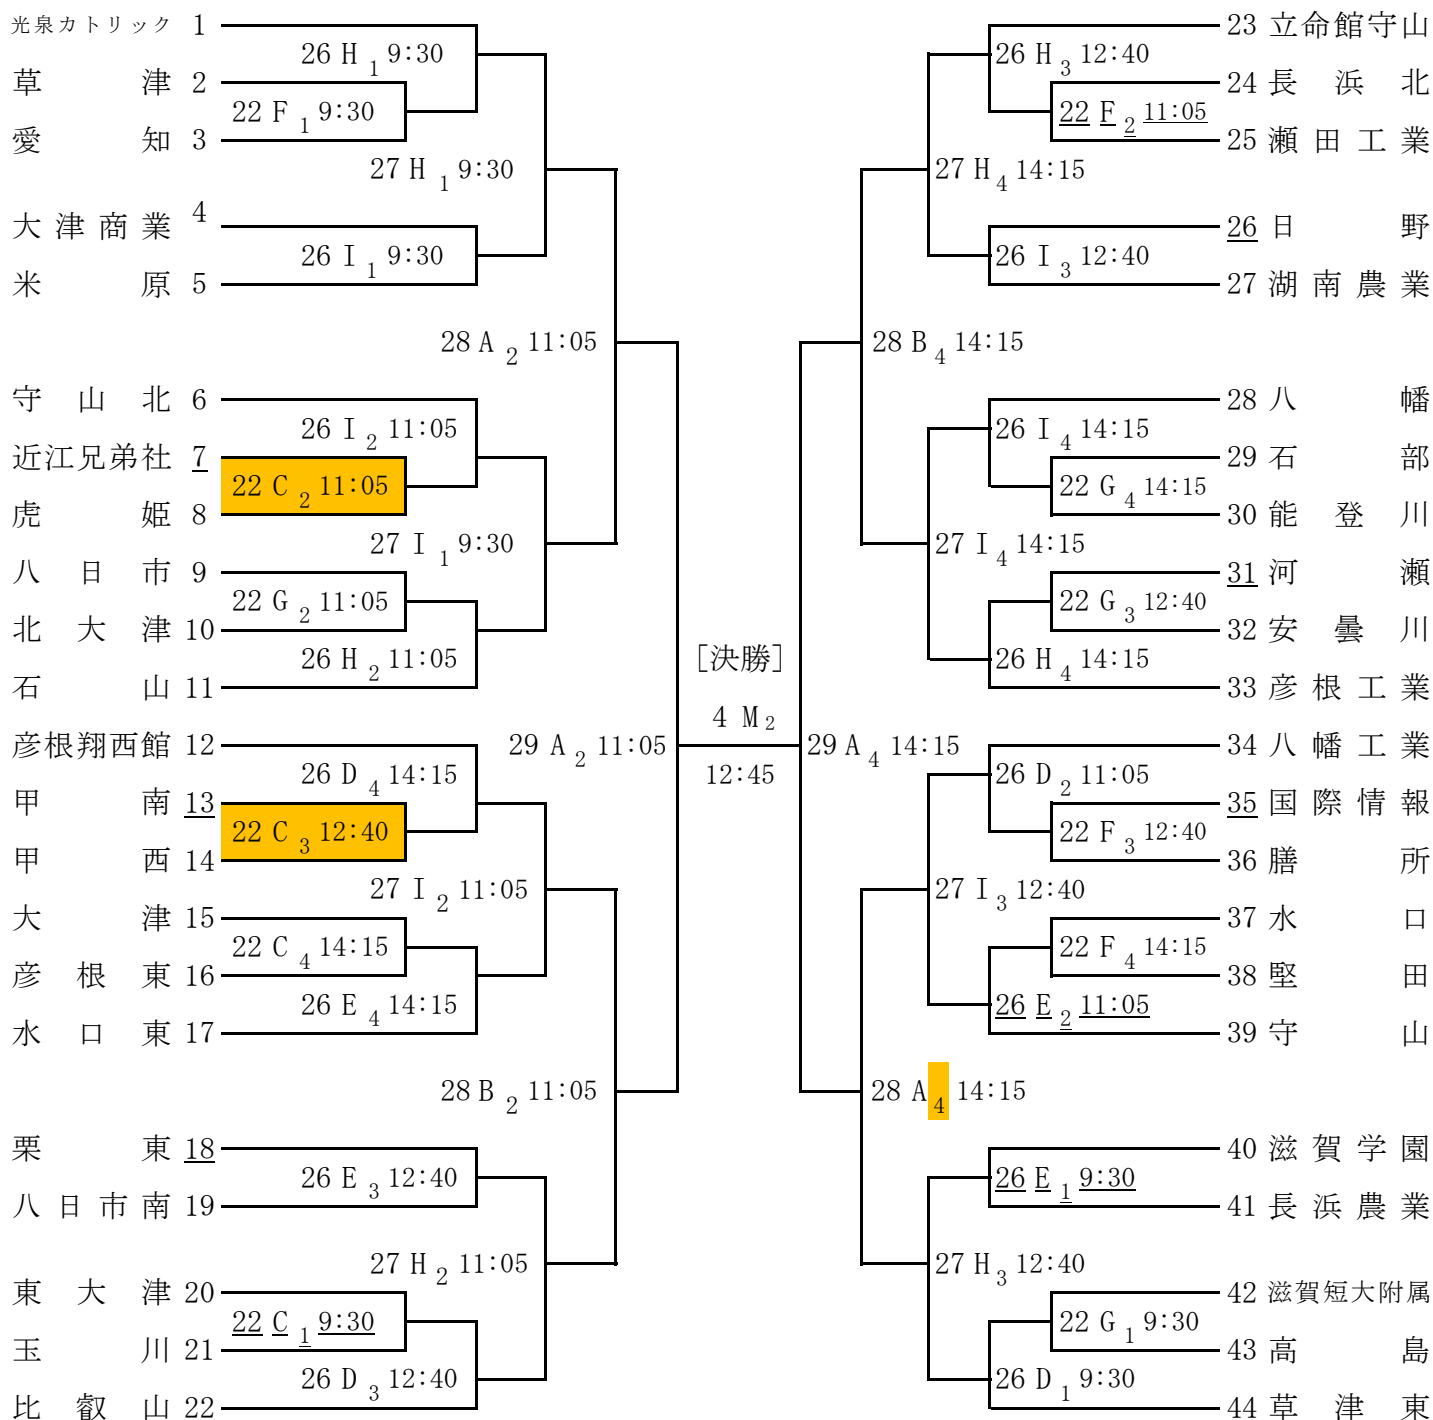 光泉カトリック 1
26 H 1 9:30
草津 2
22 F 1 9:30
愛知 3
27 H 1 9:30
大津商業 4
26 I 1 9:30
米原 5
28 A 2 11:05
守山北 6
26 I 2 11:05
近江兄弟社 7
22 C 2 11:05
虎姫 8
27 I 1 9:30
八日市 9
22 G 2 11:05
北大津 10
26 H 2 11:05
石山 11
29 A 2 11:05
彦根翔西館 12
26 D 4 14:15
甲南 13
22 C 3 12:40
甲西 14
27 I 2 11:05
大津 15
22 C 4 14:15
彦根東 16
26 E 4 14:15
水口東 17
28 B 2 11:05
栗東 18
26 E 3 12:40
八日市南 19
27 H 2 11:05
東大津 20
22 C 1 9:30
玉川 21
26 D 3 12:40
比叡山 22
[決勝]
4 M 2
12:45
23 立命館守山
26 H 3 12:40
24 長浜北
22 F 2 11:05
25 瀬田工業
27 H 4 14:15
26 日野
26 I 3 12:40
27 湖南農業
28 B 4 14:15
28 八幡
26 I 4 14:15
29 石部
22 G 4 14:15
30 能登川
27 I 4 14:15
31 河瀬
22 G 3 12:40
32 安曇川
26 H 4 14:15
33 彦根工業
29 A 4 14:15
34 八幡工業
26 D 2 11:05
35 国際情報
22 F 3 12:40
36 膳所
27 I 3 12:40
37 水口
22 F 4 14:15
38 堅田
26 E 2 11:05
39 守山
28 A 4 14:15
40 滋賀学園
26 E 1 9:30
41 長浜農業
27 H 3 12:40
42 滋賀短大附属
22 G 1 9:30
43 高島
26 D 1 9:30
44 草津東